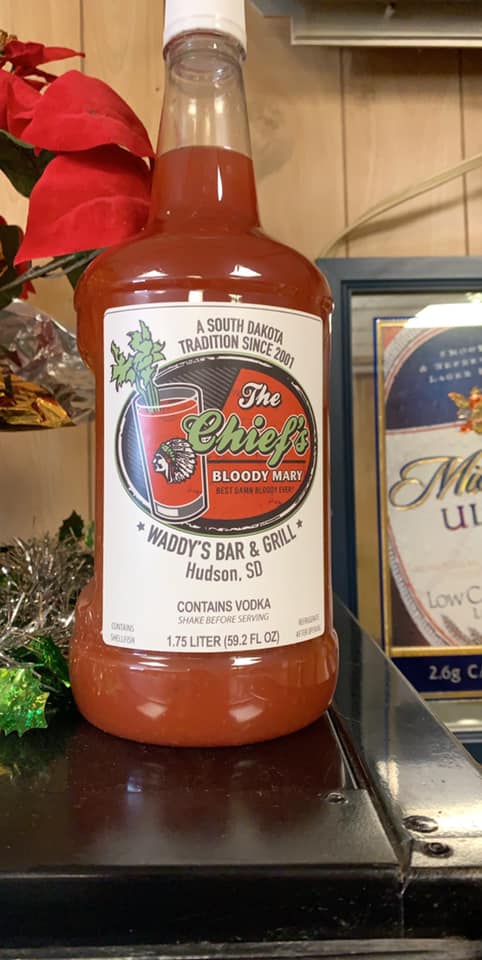 A SOUTH DAKOTA
TRADITION SINCE 2001
The
Chief's
BLOODY MARY
BEST DAMN BLOODY EVER!
★ WADDY'S BAR & GRILL ★
Hudson, SD
CONTAINS VODKA
SHAKE BEFORE SERVING
CONTAINS
SHELLFISH
1.75 LITER (59.2 FL OZ)
REFRIGERATE
AFTER OPENING
Mic
UL
Low C
2.6g C